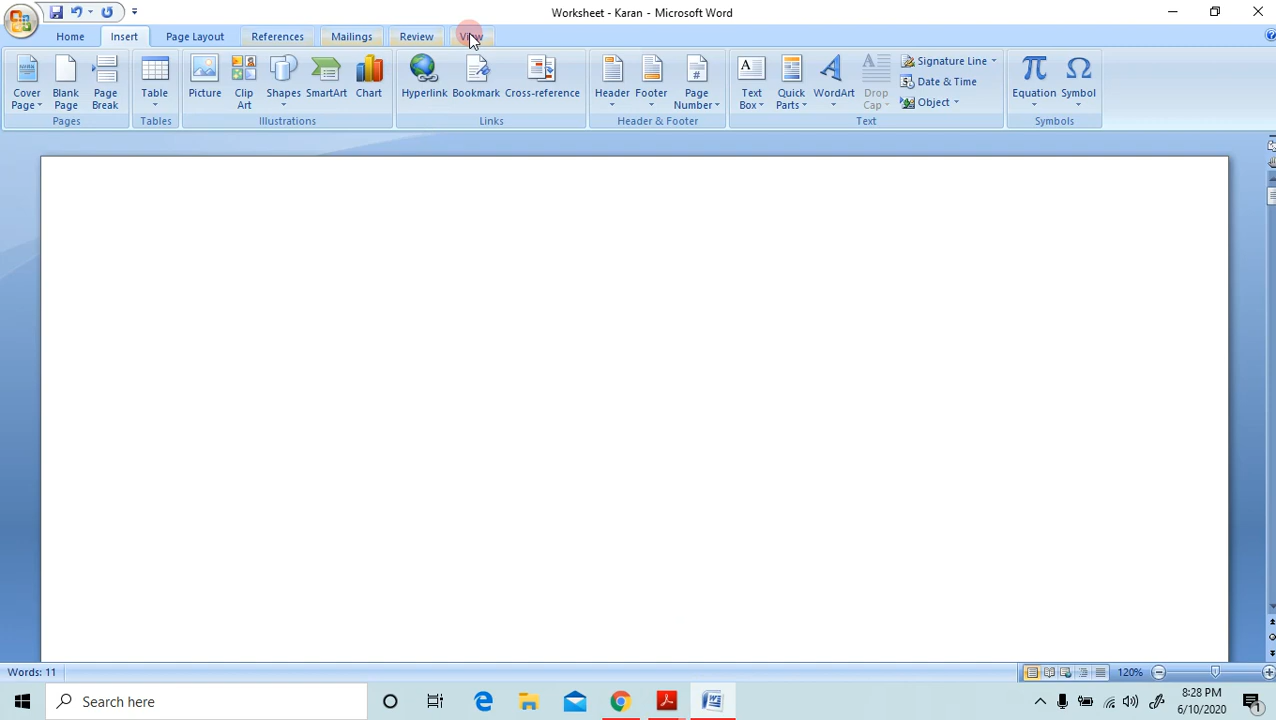 Worksheet - Karan - Microsoft Word
Home Insert Page Layout References Mailings Review View
Cover Page Blank Page Page Break Table Picture Clip Art Shapes SmartArt Chart Hyperlink Bookmark Cross-reference Header Footer Page Number Text Box Quick Parts WordArt Drop Cap Signature Line Date & Time Object Equation Symbol
Pages Tables Illustrations Links Header & Footer Text Symbols
Words: 11 120%
Search here 8:28 PM
6/10/2020